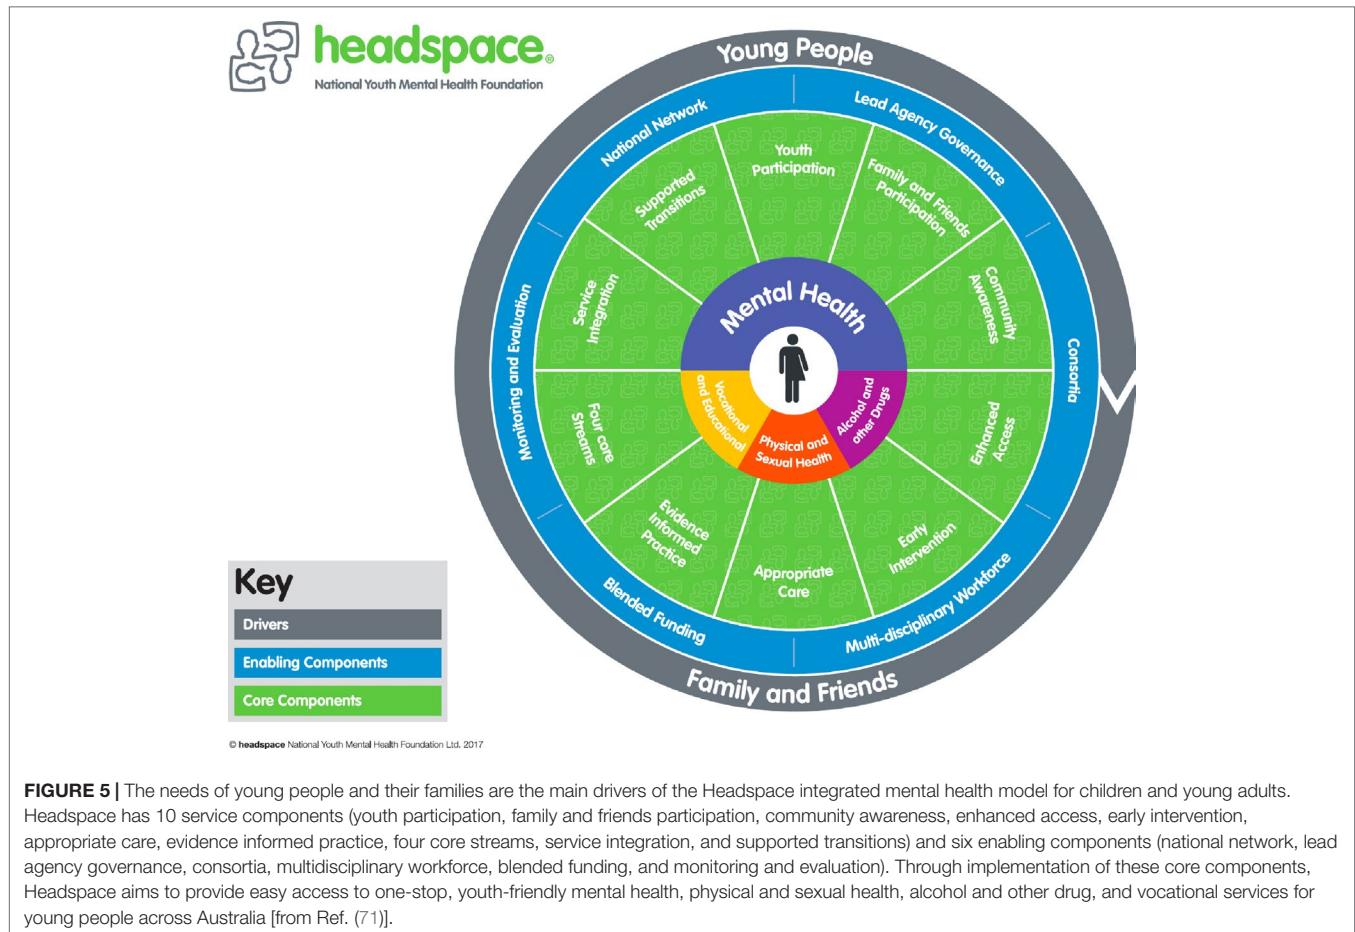 headspace®
National Youth Mental Health Foundation
Young People
National Network
Lead Agency Governance
Youth
Participation
Family and Friends
Participation
Supported
Transitions
Community
Awareness
Service
Integration
Mental Health
Monitoring and Evaluation
Consortia
Vocational
and Educational
Alcohol and
other Drugs
Physical and
Sexual Health
Four core
Streams
Enhanced
Access
Evidence
Informed
Practice
Early
Intervention
Appropriate
Care
Blended Funding
Multi-disciplinary Workforce
Family and Friends
Key
Drivers
Enabling Components
Core Components
© headspace National Youth Mental Health Foundation Ltd. 2017
FIGURE 5 | The needs of young people and their families are the main drivers of the Headspace integrated mental health model for children and young adults.
Headspace has 10 service components (youth participation, family and friends participation, community awareness, enhanced access, early intervention,
appropriate care, evidence informed practice, four core streams, service integration, and supported transitions) and six enabling components (national network, lead
agency governance, consortia, multidisciplinary workforce, blended funding, and monitoring and evaluation). Through implementation of these core components,
Headspace aims to provide easy access to one-stop, youth-friendly mental health, physical and sexual health, alcohol and other drug, and vocational services for
young people across Australia [from Ref. (71)].